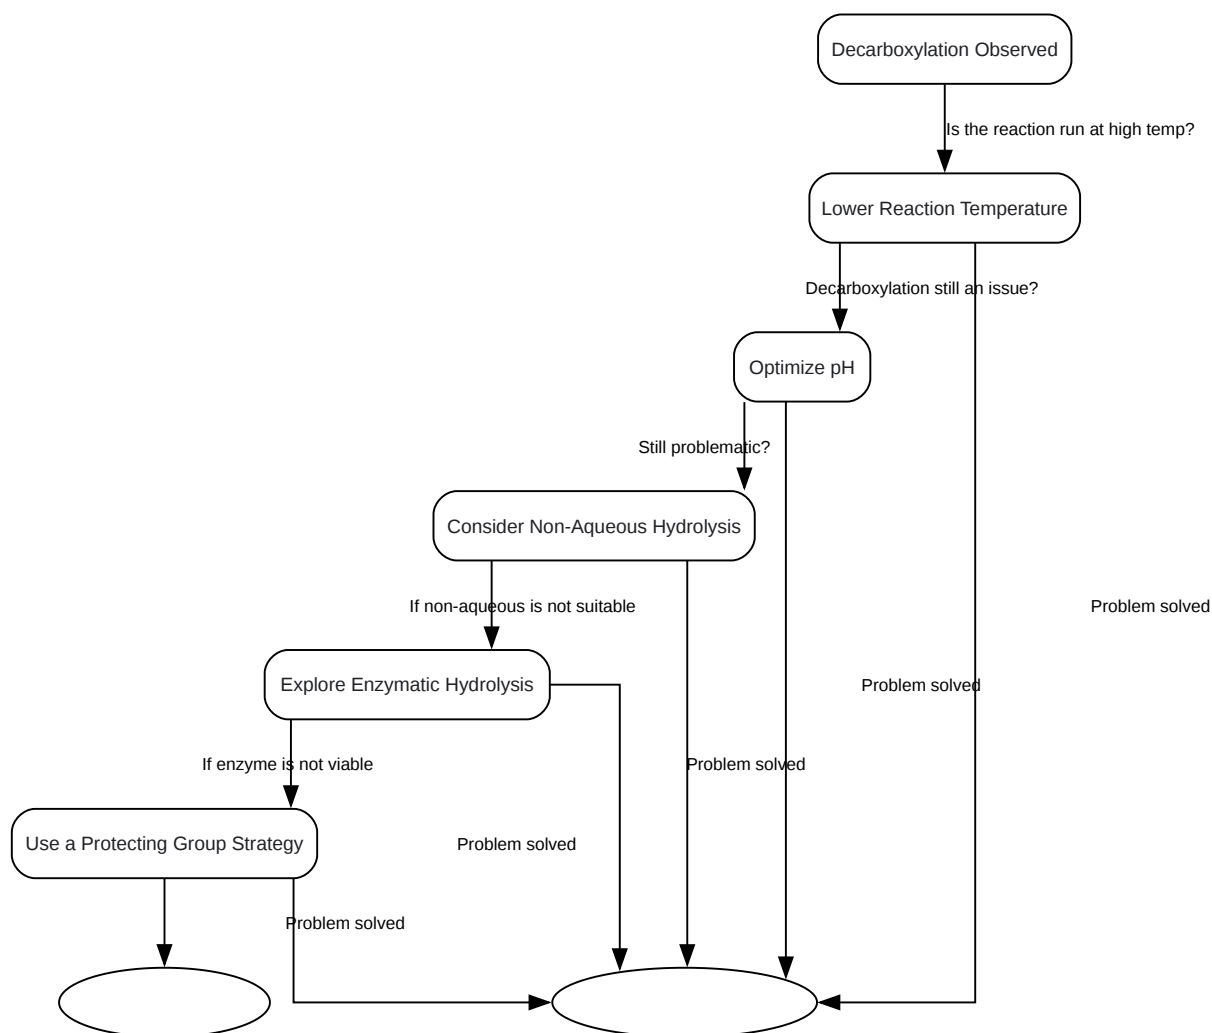 Decarboxylation Observed
Is the reaction run at high temp?
Lower Reaction Temperature
Decarboxylation still an issue?
Optimize pH
Still problematic?
Consider Non-Aqueous Hydrolysis
If non-aqueous is not suitable
Problem solved
Explore Enzymatic Hydrolysis
Problem solved
If enzyme is not viable
Problem solved
Use a Protecting Group Strategy
Problem solved
Problem solved